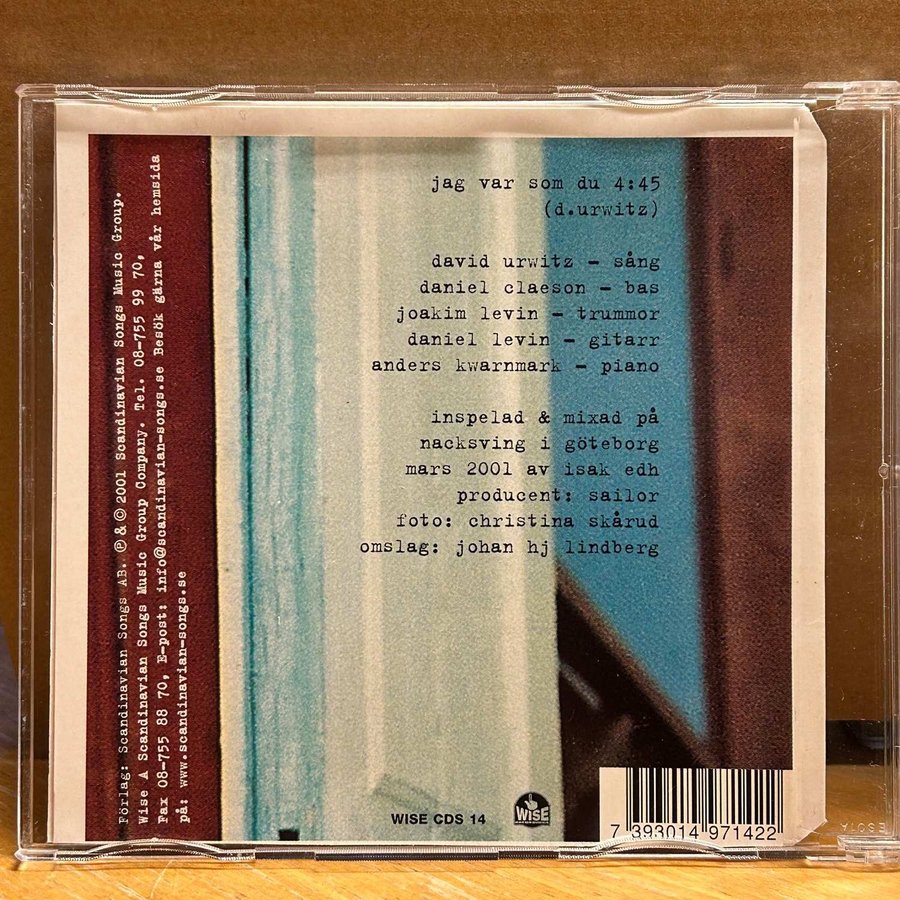 jag var som du 4:45
(d.urwitz)
david urwitz – sång
daniel claeson – bas
joakim levin – trummor
daniel levin – gitarr
anders kwarnmark – piano
inspelad & mixad på
nacksving i göteborg
mars 2001 av isak edh
producent: sailor
foto: christina skårud
omslag: johan hj lindberg
Förlag: Scandinavian Songs AB. ℗ & © 2001 Scandinavian Songs Music Group.
Wise A Scandinavian Songs Music Group Company. Tel. 08-755 99 70,
Fax 08-755 88 70, E-post: info@scandinavian-songs.se Besök gärna vår hemsida
på: www.scandinavian-songs.se
WISE CDS 14
WISE
7 393014 971422